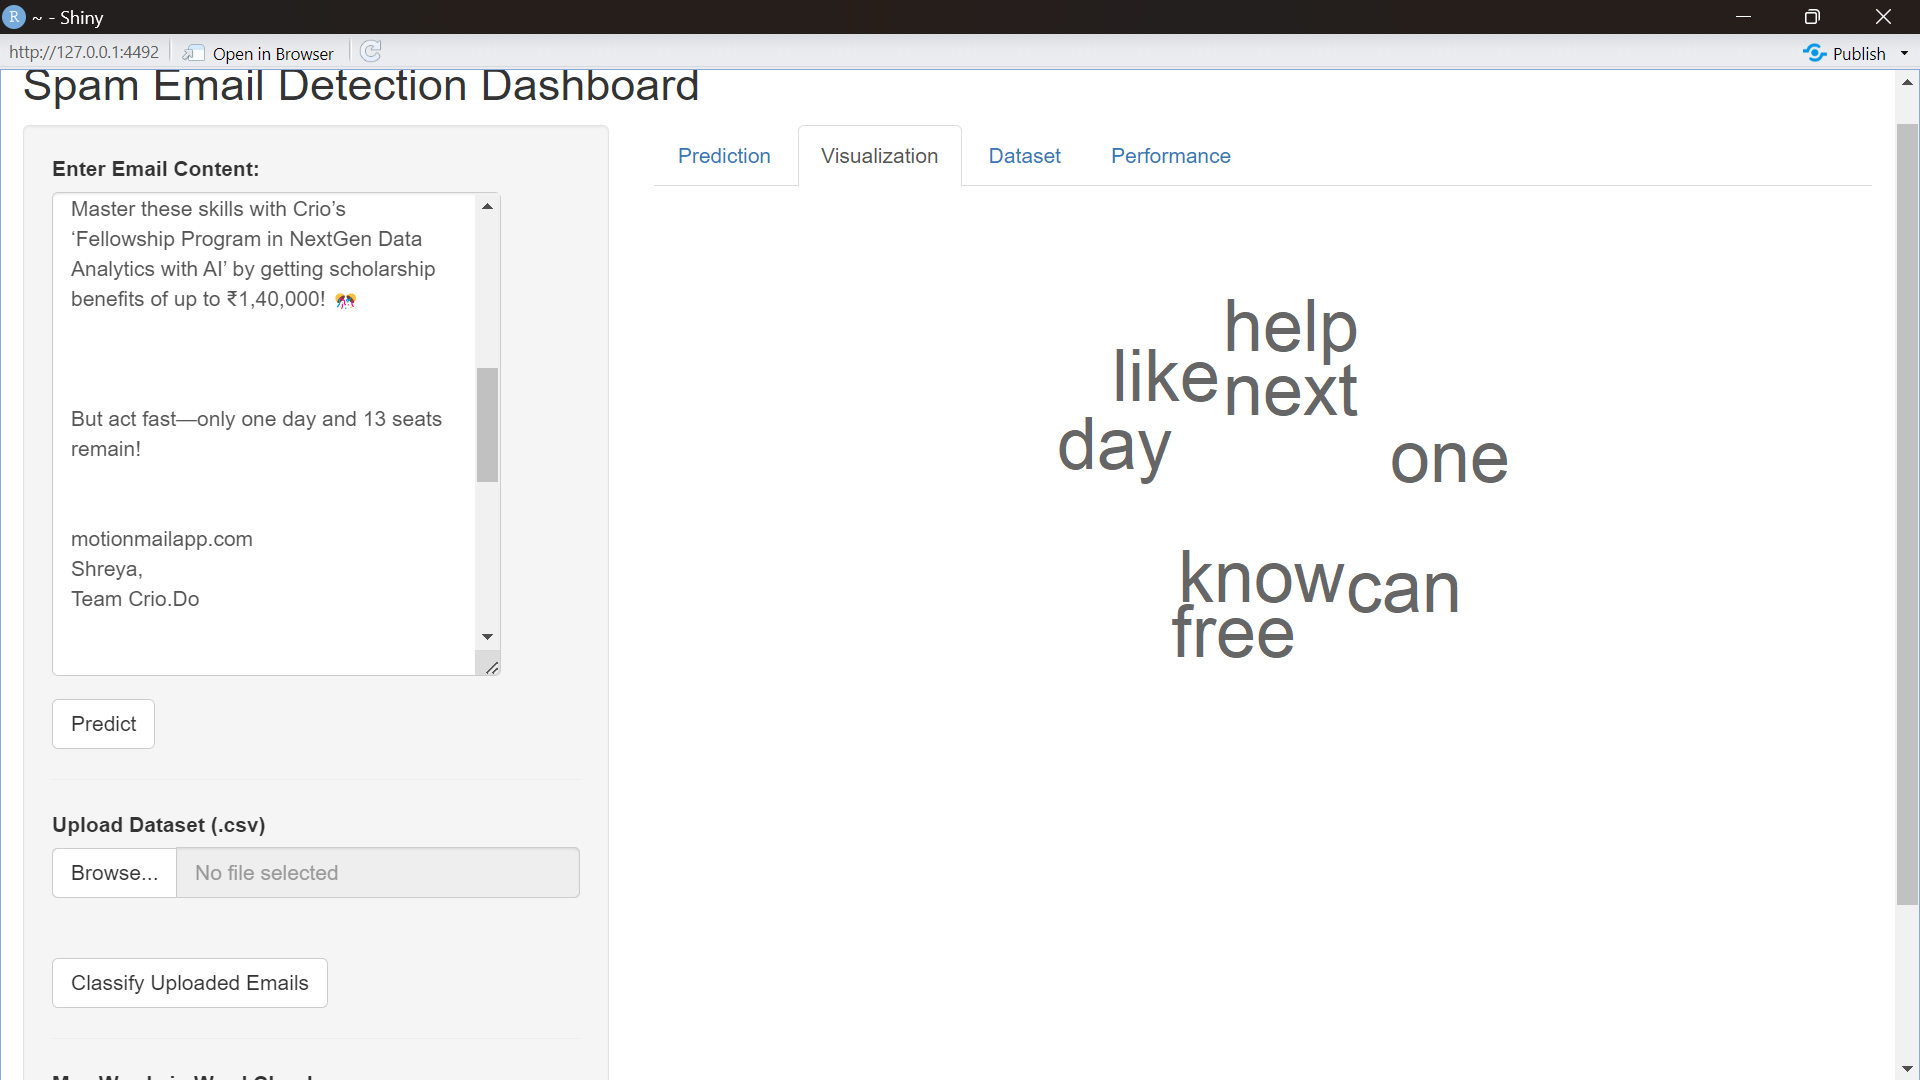 ~ - Shiny
http://127.0.0.1:4492
Open in Browser
Publish
Spam Email Detection Dashboard
Enter Email Content:
Master these skills with Crio’s
‘Fellowship Program in NextGen Data
Analytics with AI’ by getting scholarship
benefits of up to ₹1,40,000! 🎊
But act fast—only one day and 13 seats
remain!
motionmailapp.com
Shreya,
Team Crio.Do
Predict
Upload Dataset (.csv)
Browse...
No file selected
Classify Uploaded Emails
Prediction
Visualization
Dataset
Performance
help
like
next
day
one
know
can
free